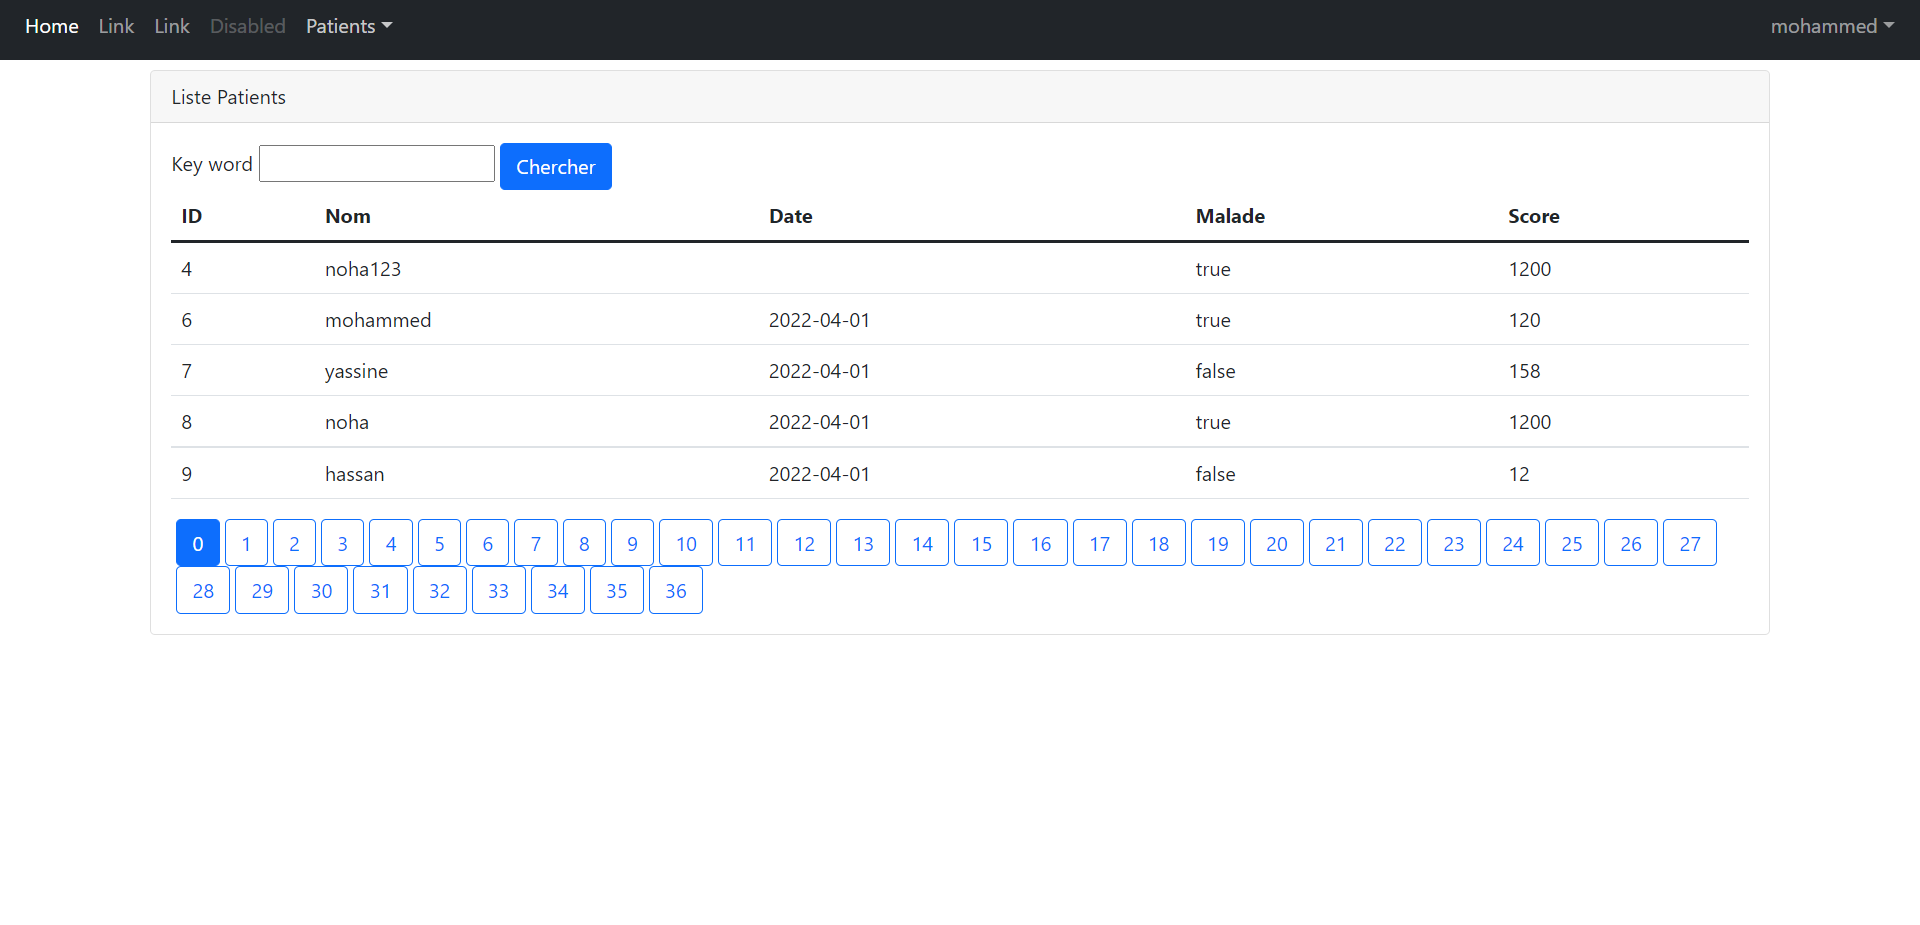 Home Link Link Disabled Patients mohammed
Liste Patients
Key word Chercher
ID Nom Date Malade Score
4 noha123 true 1200
6 mohammed 2022-04-01 true 120
7 yassine 2022-04-01 false 158
8 noha 2022-04-01 true 1200
9 hassan 2022-04-01 false 12
0 1 2 3 4 5 6 7 8 9 10 11 12 13 14 15 16 17 18 19 20 21 22 23 24 25 26 27
28 29 30 31 32 33 34 35 36